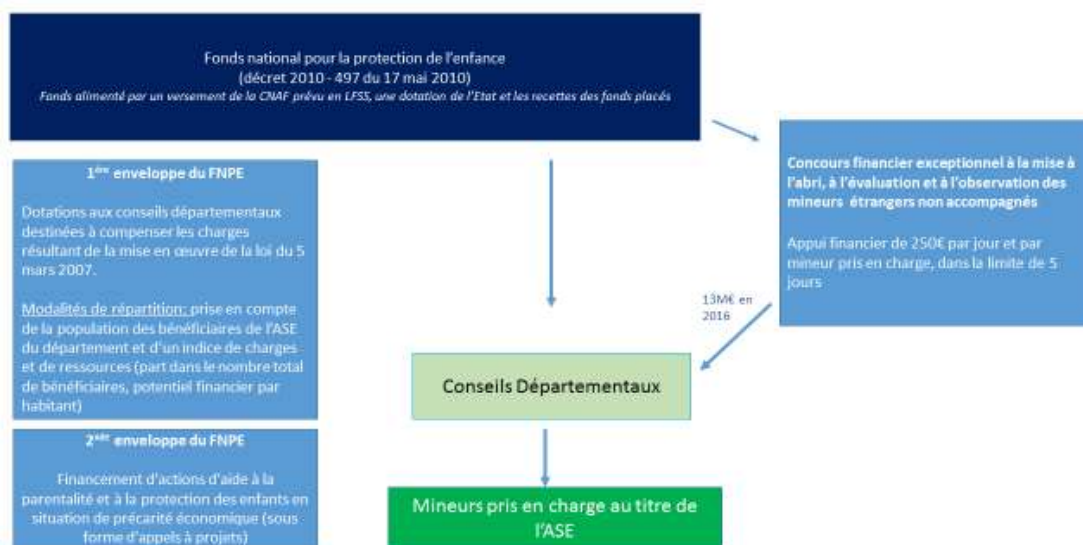 Fonds national pour la protection de l'enfance
(décret 2010 - 497 du 17 mai 2010)
Fonds alimenté par un versement de la CNAF prévu en LFSS, une dotation de l'Etat et les recettes des fonds placés
1ère enveloppe du FNPE
Dotations aux conseils départementaux
destinées à compenser les charges
résultant de la mise en œuvre de la loi du 5
mars 2007.
Modalités de répartition: prise en compte
de la population des bénéficiaires de l'ASE
du département et d'un indice de charges
et de ressources (part dans le nombre total
de bénéficiaires, potentiel financier par
habitant)
2nde enveloppe du FNPE
Financement d'actions d'aide à la
parentalité et à la protection des enfants en
situation de précarité économique (sous
forme d'appels à projets)
Concours financier exceptionnel à la mise à
l'abri, à l'évaluation et à l'observation des
mineurs étrangers non accompagnés
Appui financier de 250€ par jour et par
mineur pris en charge, dans la limite de 5
jours
13M€ en
2016
Conseils Départementaux
Mineurs pris en charge au titre de
l'ASE